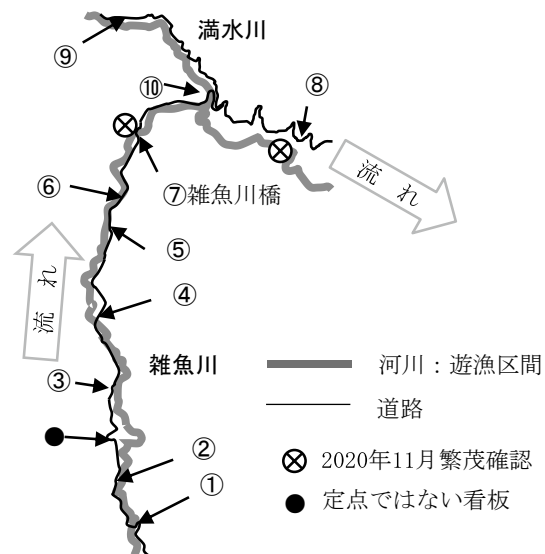 満水川
⑨
⑧
⑩
流れ
⑥
⑦雑魚川橋
⑤
流れ
④
雑魚川
河川：遊漁区間
③
道路
②
2020年11月繁茂確認
①
定点ではない看板